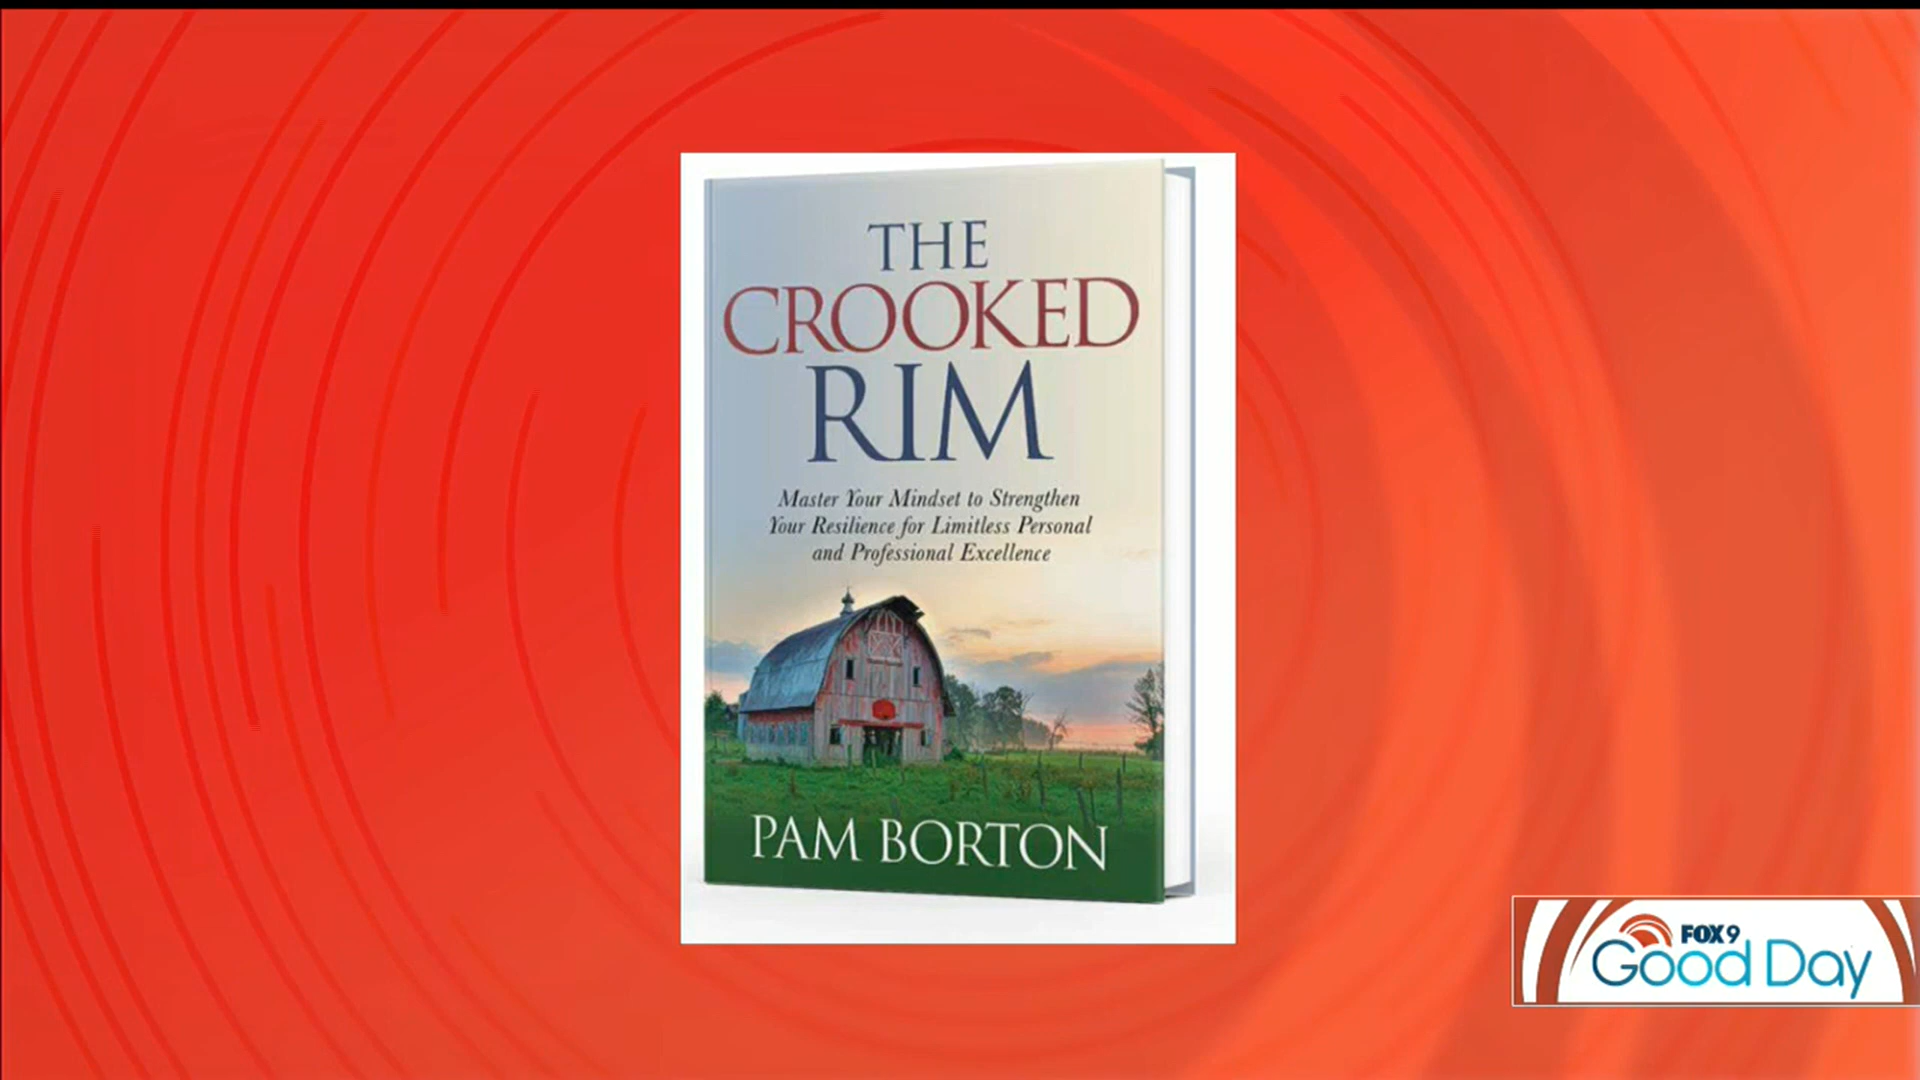 THE
CROOKED
RIM
Master Your Mindset to Strengthen
Your Resilience for Limitless Personal
and Professional Excellence
PAM BORTON
FOX 9
Good Day